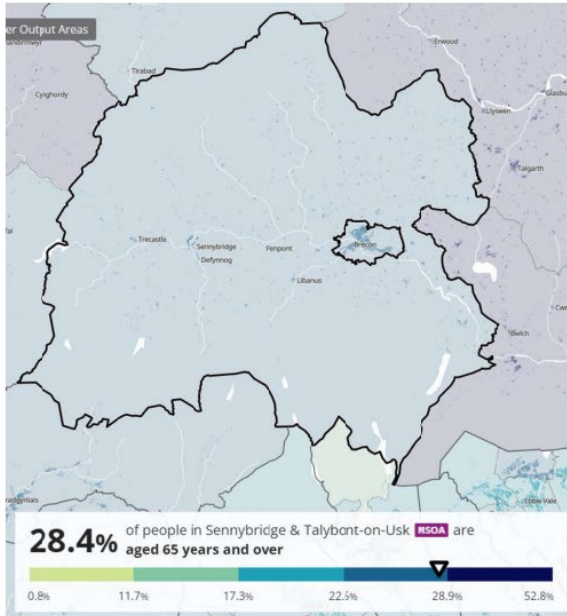 er Output Areas
Erwood
Tirabad
Cynghordy
Llyswen
Talgarth
Trecastle
Sennybridge
Fenpont
Brecon
Defynnog
Libanus
Bwlch
Ebbw Vale
28.4% of people in Sennybridge & Talybont-on-Usk MSOA are
aged 65 years and over
0.8% 11.7% 17.3% 22.5% 28.9% 52.8%